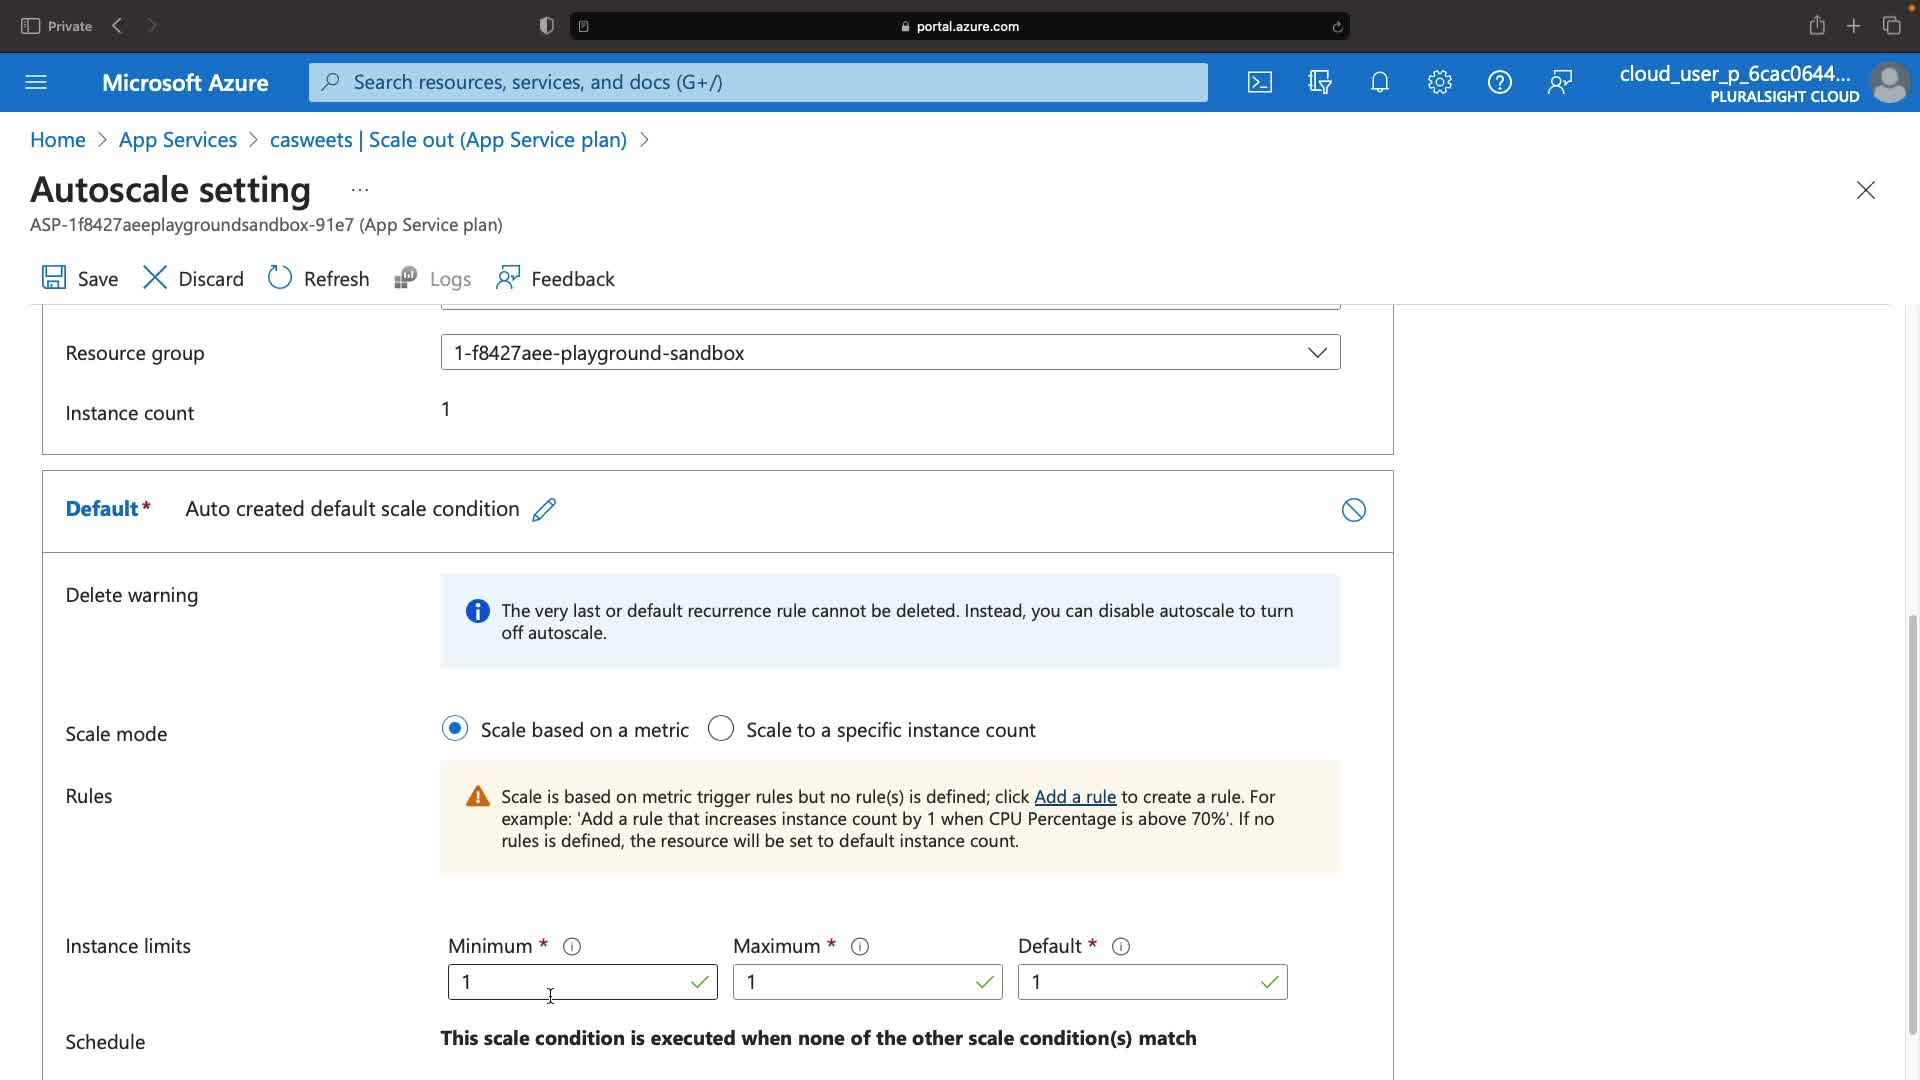 Private
portal.azure.com
Microsoft Azure
Search resources, services, and docs (G+/)
cloud_user_p_6cac0644...
PLURALSIGHT CLOUD
Home > App Services > casweets | Scale out (App Service plan) >
Autoscale setting ...
ASP-1f8427aeeplaygroundsandbox-91e7 (App Service plan)
Save Discard Refresh Logs Feedback
Resource group 1-f8427aee-playground-sandbox
Instance count 1
Default* Auto created default scale condition
Delete warning
The very last or default recurrence rule cannot be deleted. Instead, you can disable autoscale to turn
off autoscale.
Scale mode Scale based on a metric Scale to a specific instance count
Rules
Scale is based on metric trigger rules but no rule(s) is defined; click Add a rule to create a rule. For
example: 'Add a rule that increases instance count by 1 when CPU Percentage is above 70%'. If no
rules is defined, the resource will be set to default instance count.
Instance limits Minimum * Maximum * Default *
1 1 1
Schedule This scale condition is executed when none of the other scale condition(s) match